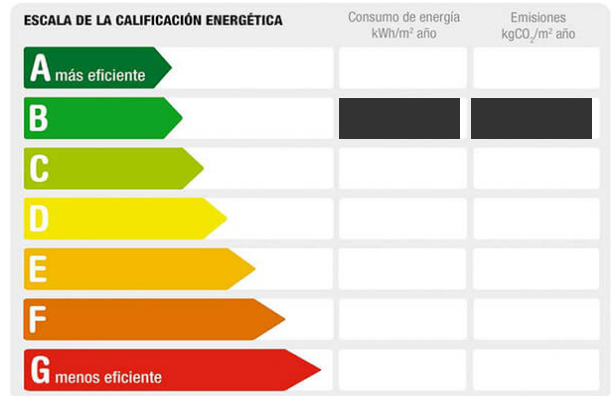 ESCALA DE LA CALIFICACIÓN ENERGÉTICA
Consumo de energía
kWh/m² año
Emisiones
kgCO₂/m² año
A más eficiente
B
C
D
E
F
G menos eficiente